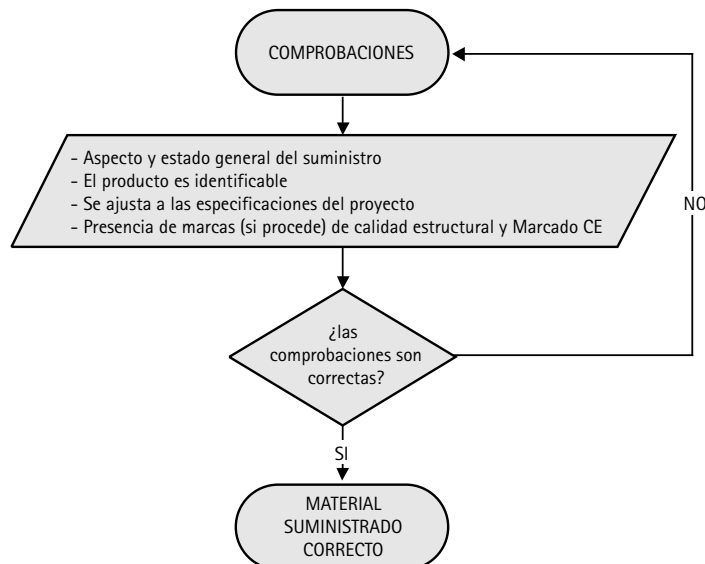 COMPROBACIONES
- Aspecto y estado general del suministro
- El producto es identificable
- Se ajusta a las especificaciones del proyecto
- Presencia de marcas (si procede) de calidad estructural y Marcado CE
NO
¿las
comprobaciones son
correctas?
SI
MATERIAL
SUMINISTRADO
CORRECTO